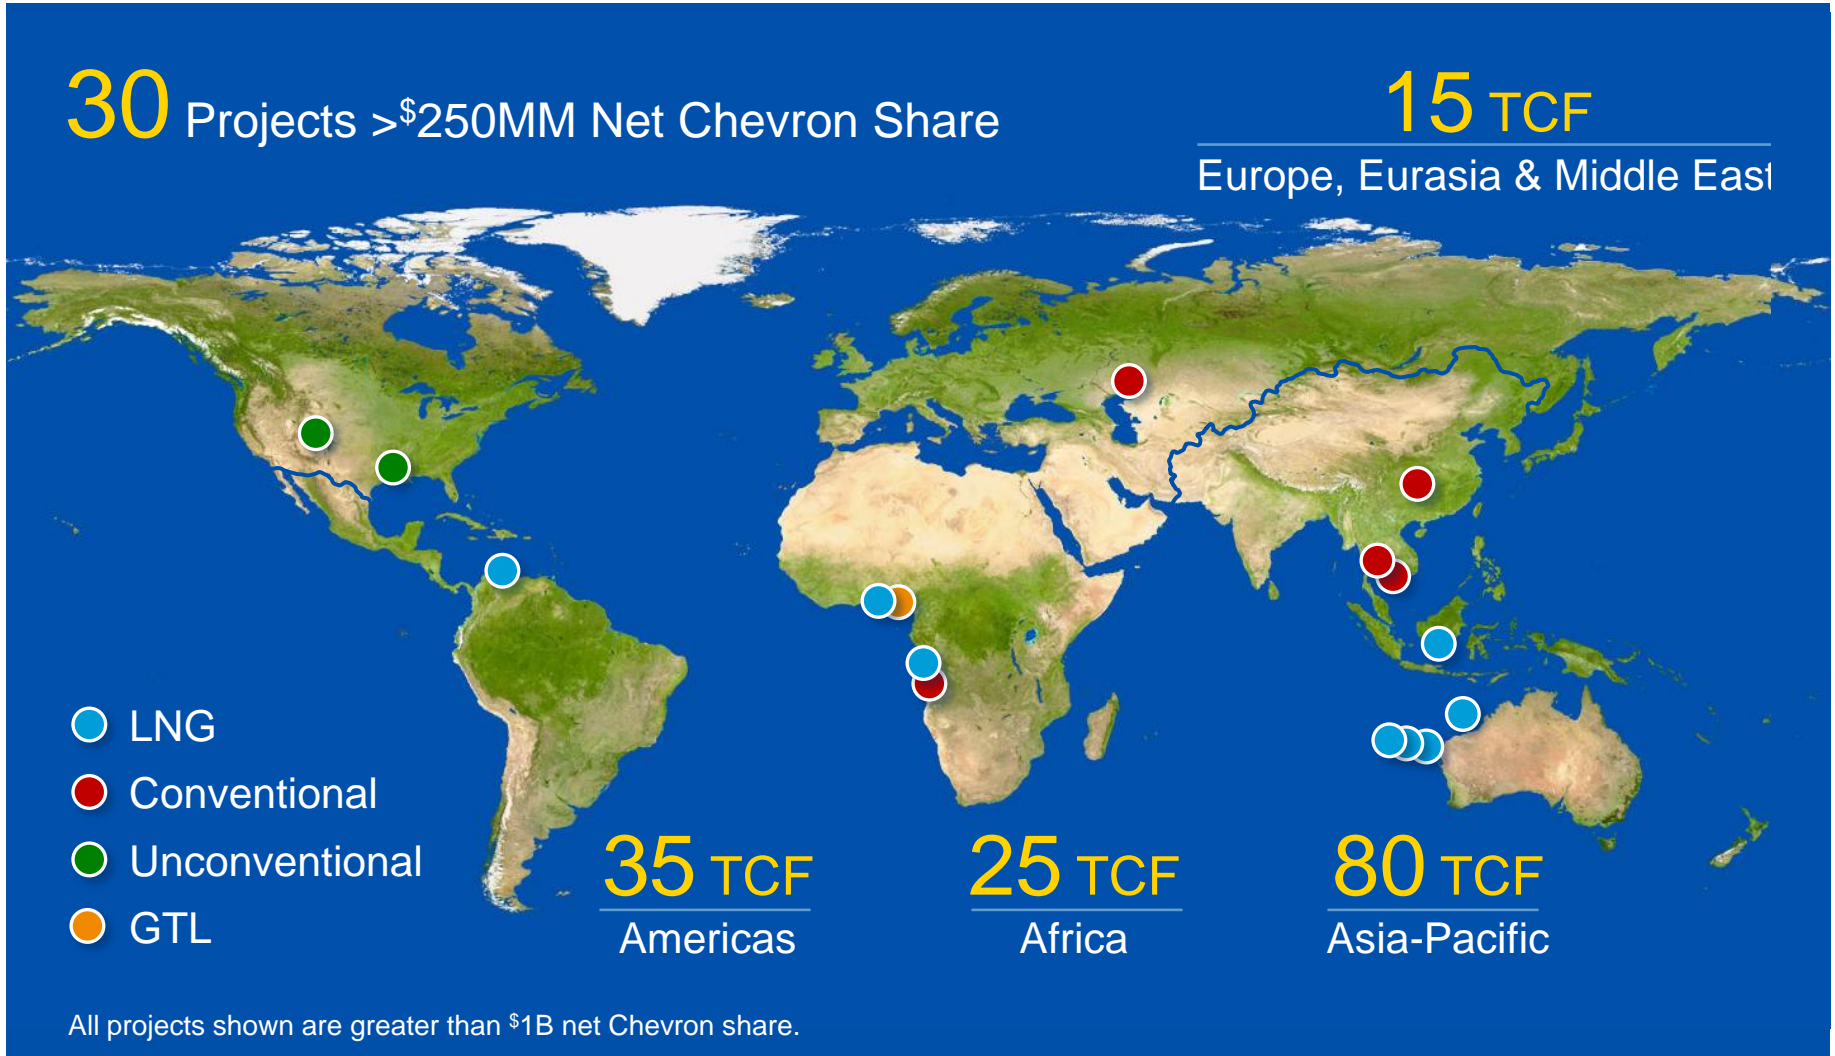 30 Projects >$250MM Net Chevron Share
15 TCF
Europe, Eurasia & Middle East
LNG
Conventional
Unconventional
GTL
35 TCF
Americas
25 TCF
Africa
80 TCF
Asia-Pacific
All projects shown are greater than $1B net Chevron share.